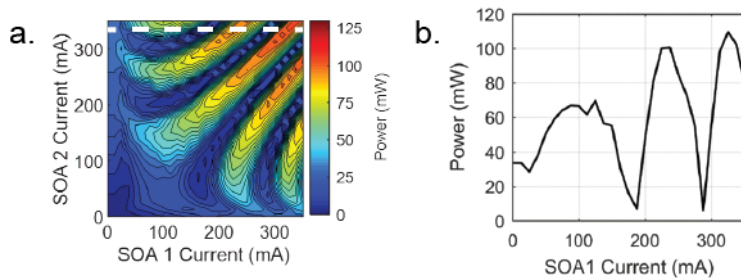 a.
SOA 2 Current (mA)
300
200
100
0
0 100 200 300
SOA 1 Current (mA)
125
100
75
50
25
0
Power (mW)
b.
Power (mW)
120
100
80
60
40
20
0
0 100 200 300
SOA1 Current (mA)